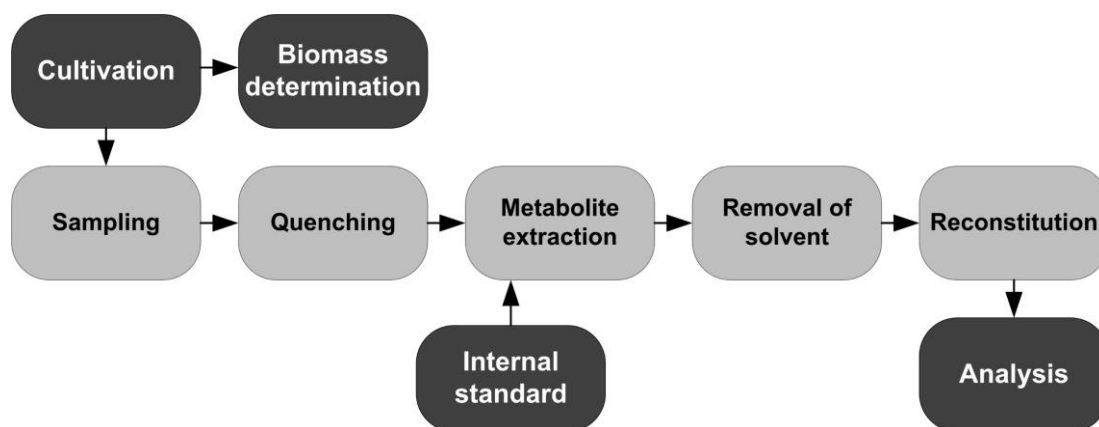 Cultivation
Biomass
determination
Sampling
Quenching
Metabolite
extraction
Removal of
solvent
Reconstitution
Internal
standard
Analysis